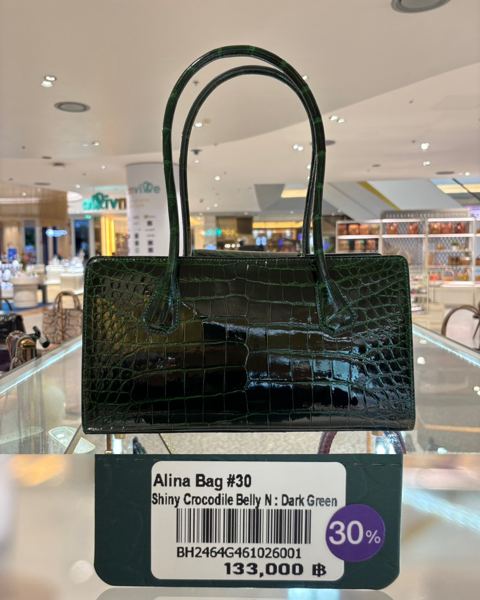 Alina Bag #30
Shiny Crocodile Belly N : Dark Green
BH2464G461026001
133,000 ฿
30%